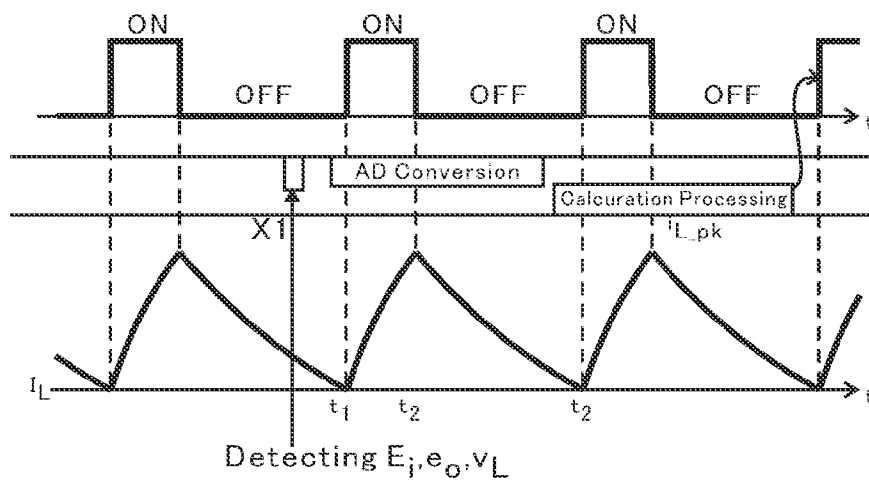 ON ON ON
OFF OFF OFF
t
AD Conversion
Calcuration Processing
X1
iL_pk
IL
t1 t2 t2 t
Detecting Ei,eo,vL